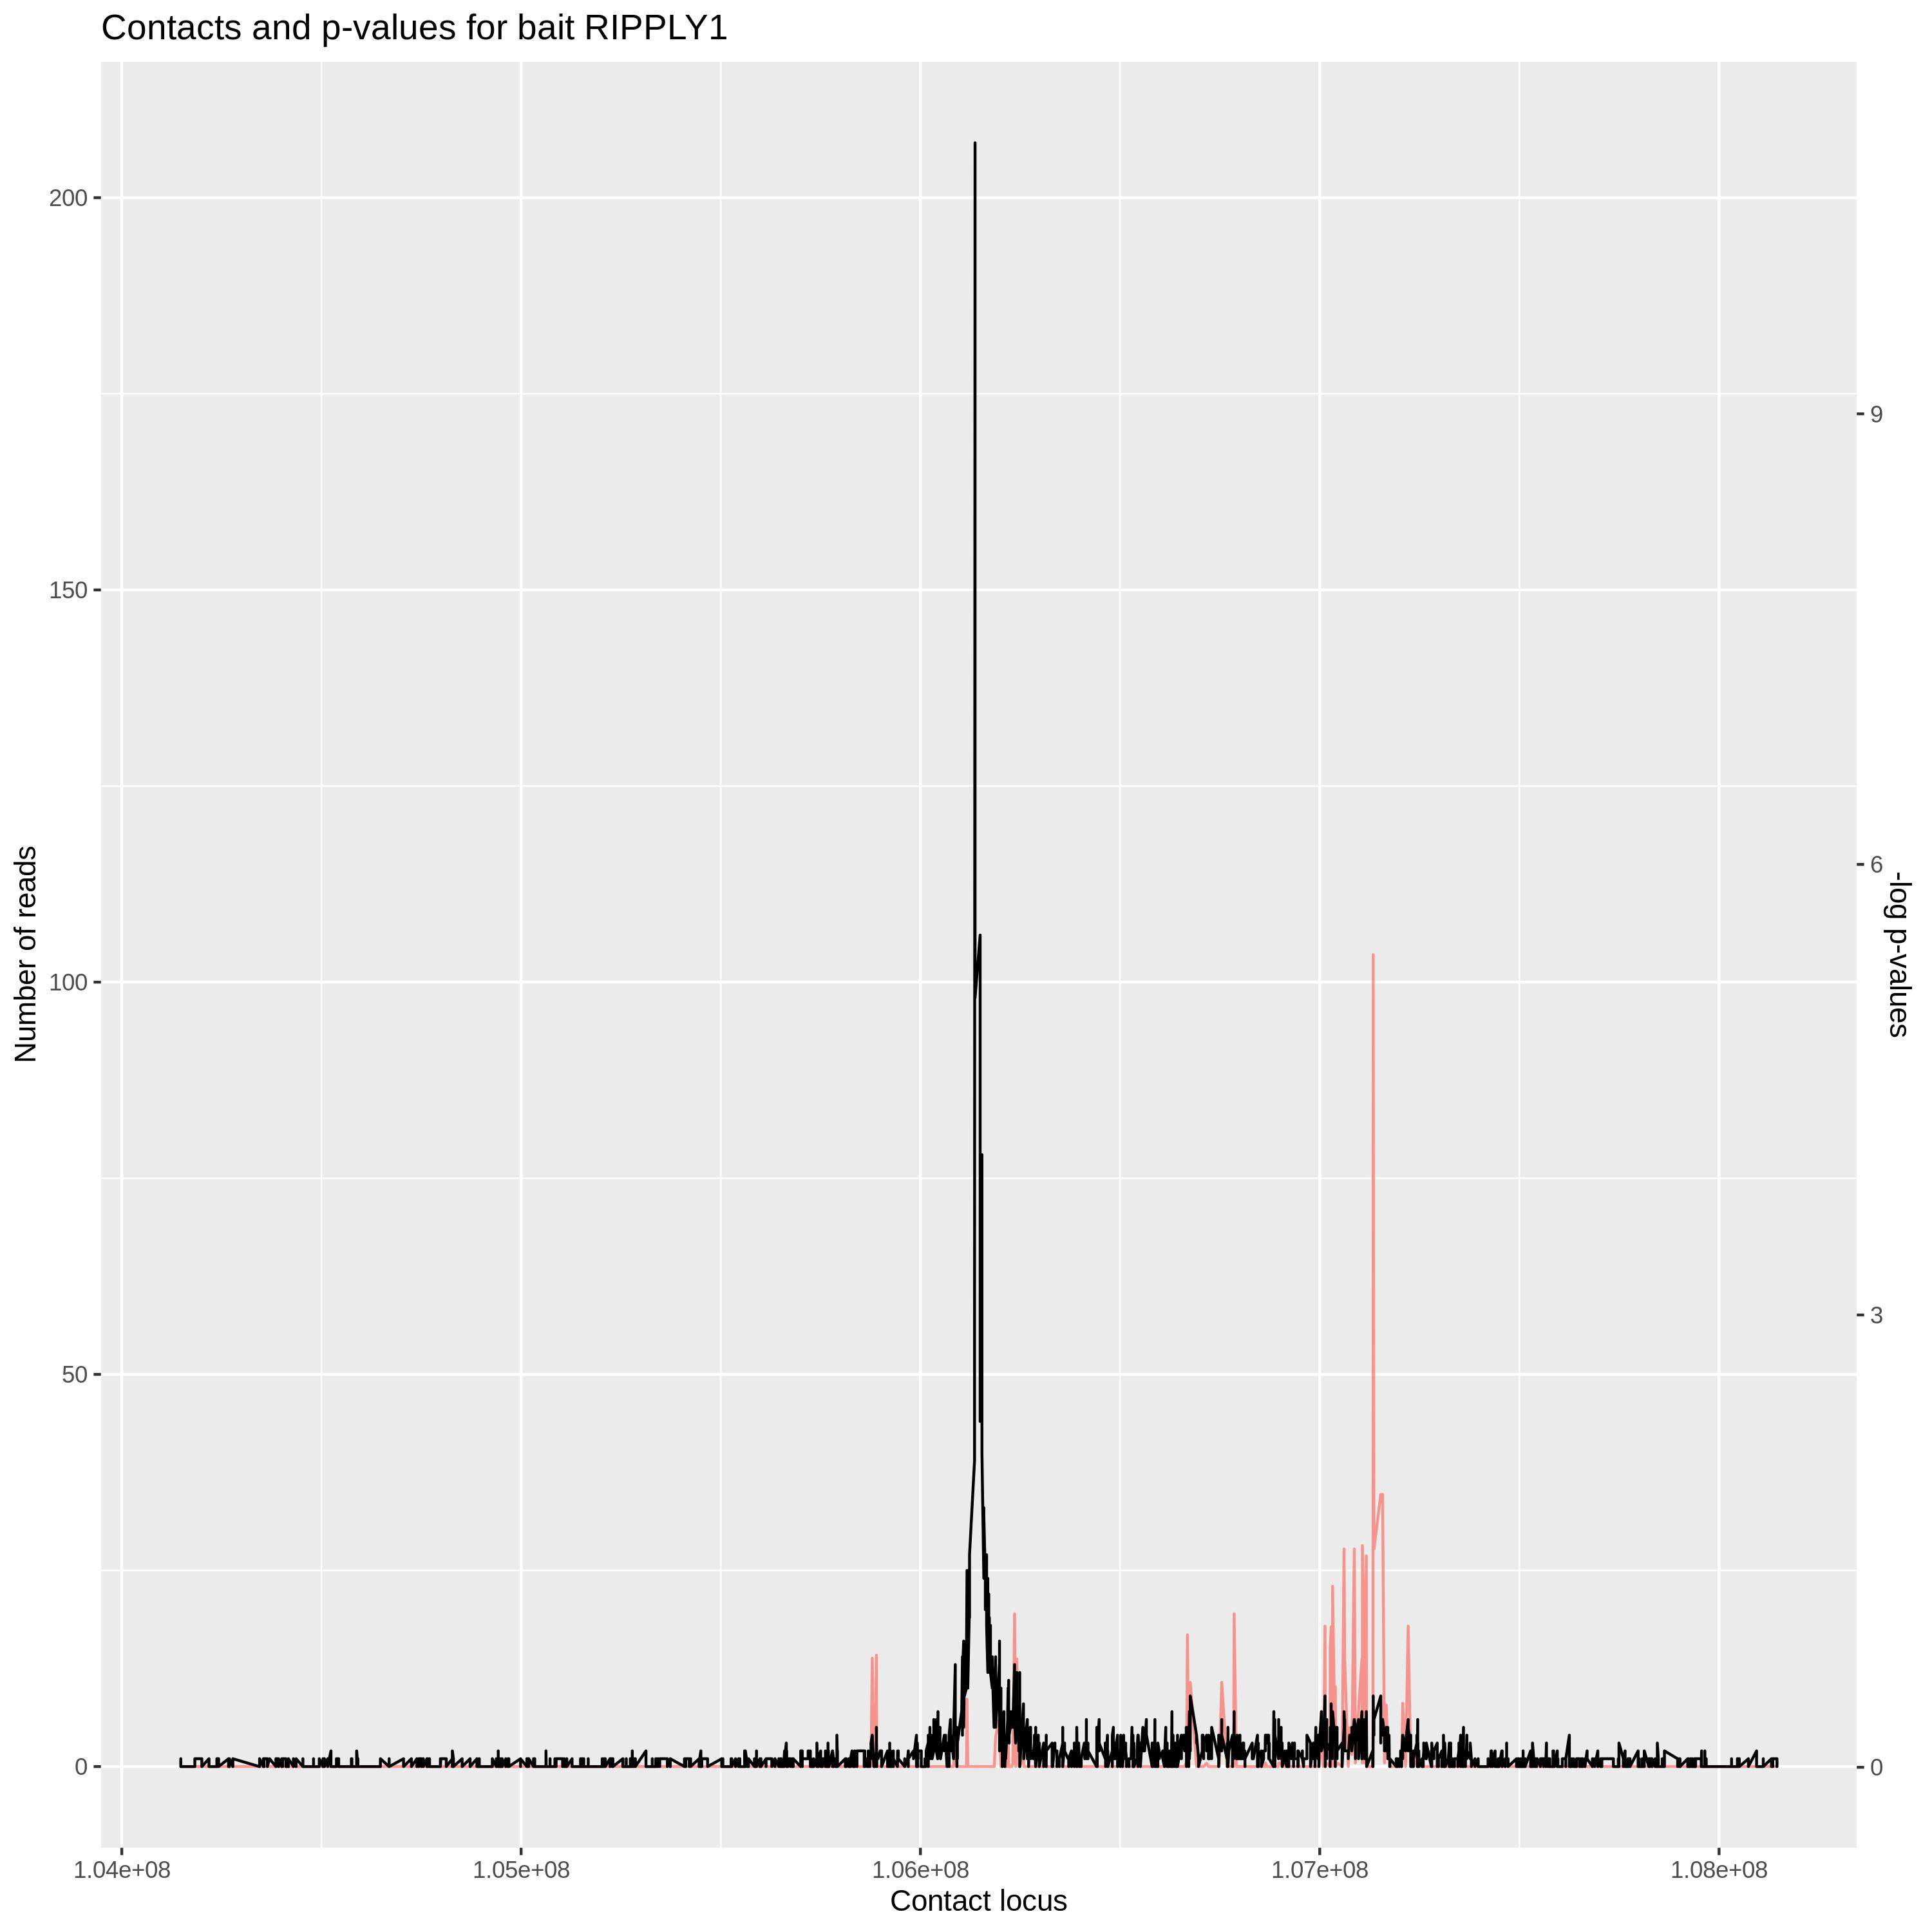 Contacts and p-values for bait RIPPLY1
200
150
100
50
0
Number of reads
9
6
3
0
-log p-values
1.04e+08
1.05e+08
1.06e+08
1.07e+08
1.08e+08
Contact locus